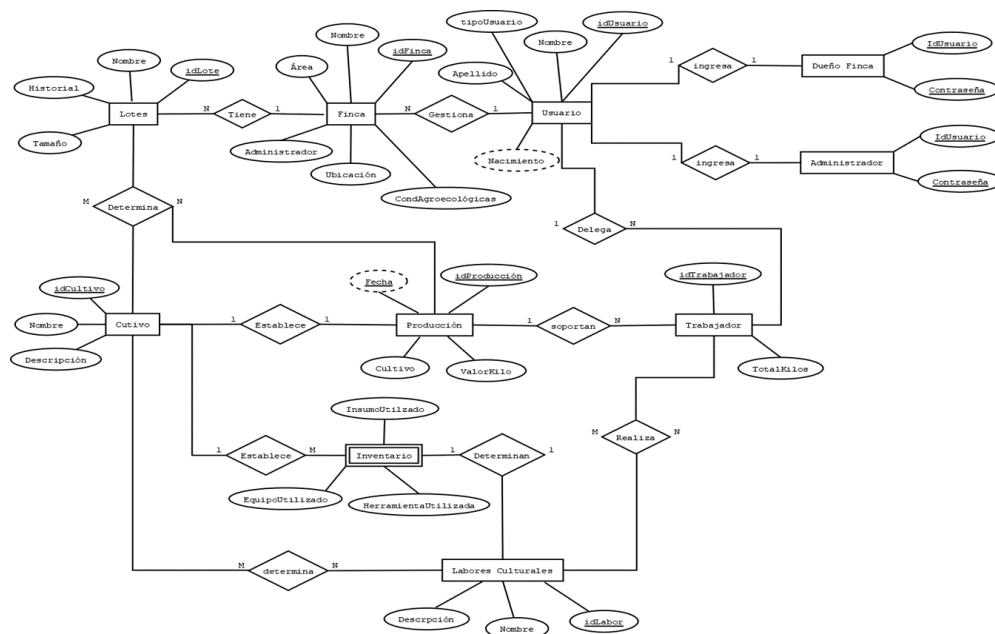 tipoUsuario
idUsuario
Nombre
Nombre
Nombre
idFinca
IdUsuario
Área
ingresa
Dueño Finca
1
1
idLote
Apellido
Historial
Contraseña
Lotes
N
Tiene
1
Finca
N
Gestiona
1
Usuario
Tamaño
Administrador
Nacimiento
IdUsuario
1
ingresa
1
Administrador
Ubicación
Contraseña
CondAgroecológicas
M
Determina
N
1
Delega
N
idCultivo
Fecha
idProducción
idTrabajador
Nombre
Cutivo
1
Establece
1
Producción
1
soportan
N
Trabajador
Descripción
Cultivo
ValorKilo
TotalKilos
InsumoUtilzado
M
Realiza
N
1
Establece
M
Inventario
1
Determinan
1
EquipoUtilizado
HerramientaUtilizada
M
determina
N
Labores Culturales
Descrpción
Nombre
idLabor